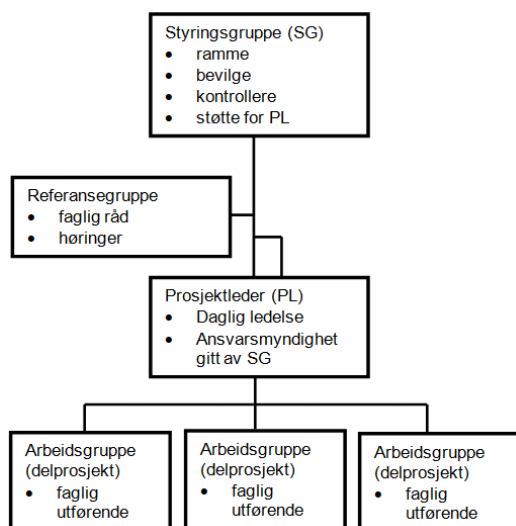 Styringsgruppe (SG)
• ramme
• bevilge
• kontrollere
• støtte for PL
Referansegruppe
• faglig råd
• høringer
Prosjektleder (PL)
• Daglig ledelse
• Ansvarsmyndighet
gitt av SG
Arbeidsgruppe
(delprosjekt)
• faglig
utførende
Arbeidsgruppe
(delprosjekt)
• faglig
utførende
Arbeidsgruppe
(delprosjekt)
• faglig
utførende